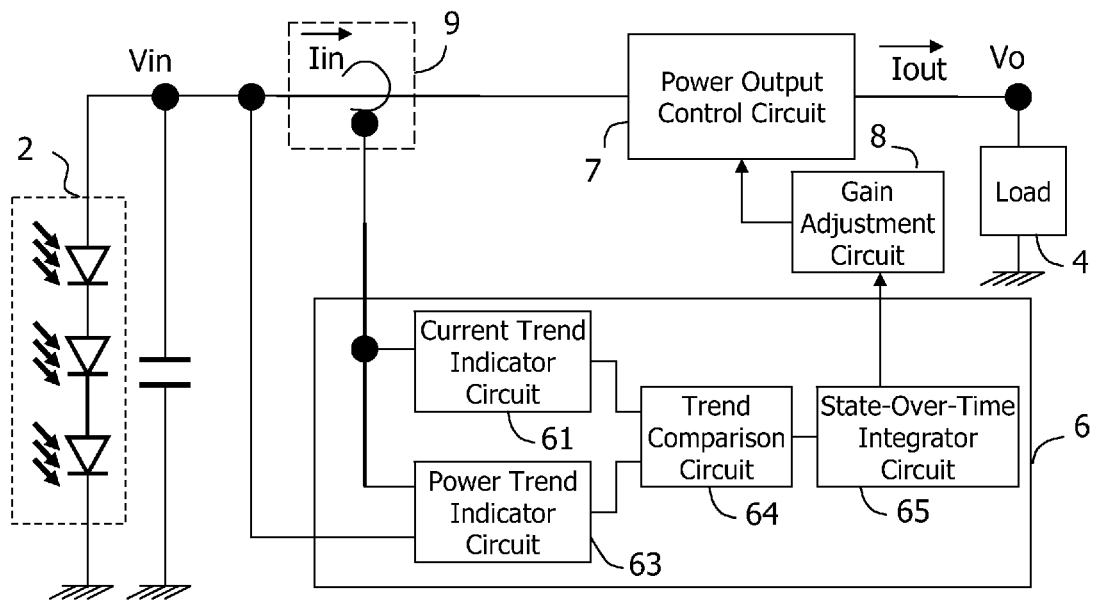 Vin
Iin
9
Power Output
Control Circuit
7
Iout
Vo
2
8
Gain
Adjustment
Circuit
Load
4
Current Trend
Indicator
Circuit
61
Trend
Comparison
Circuit
64
State-Over-Time
Integrator
Circuit
65
6
Power Trend
Indicator
Circuit
63